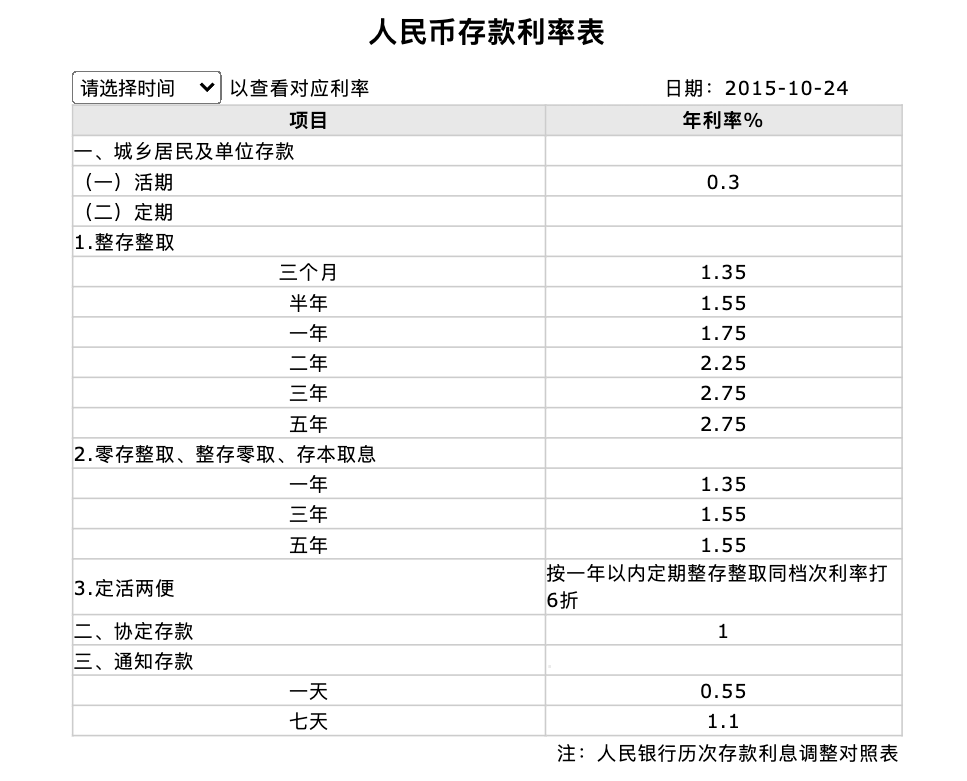 人民币存款利率表
请选择时间 以查看对应利率 日期：2015-10-24
项目 年利率%
一、城乡居民及单位存款
（一）活期 0.3
（二）定期
1.整存整取
三个月 1.35
半年 1.55
一年 1.75
二年 2.25
三年 2.75
五年 2.75
2.零存整取、整存零取、存本取息
一年 1.35
三年 1.55
五年 1.55
3.定活两便 按一年以内定期整存整取同档次利率打
6折
二、协定存款 1
三、通知存款
一天 0.55
七天 1.1
注：人民银行历次存款利息调整对照表